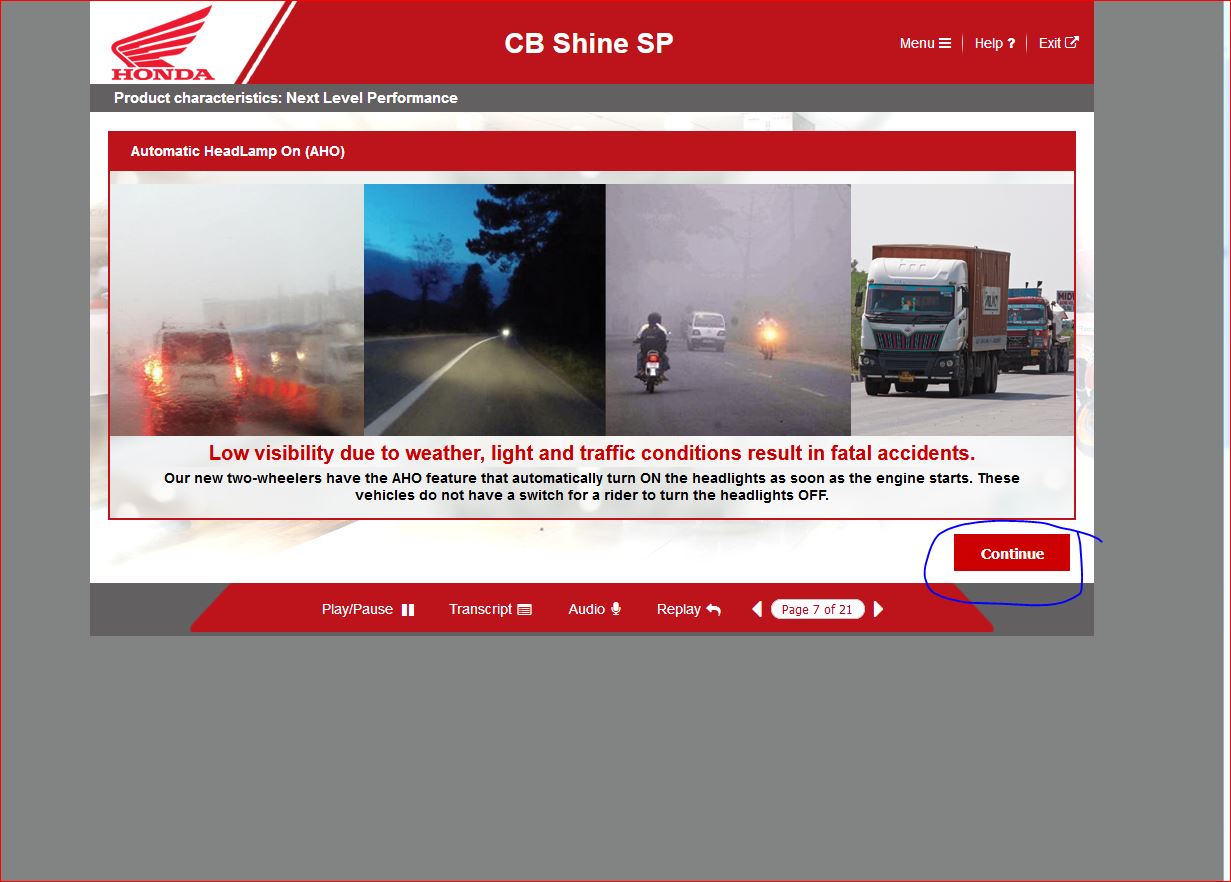 HONDA
CB Shine SP
Menu
Help ?
Exit
Product characteristics: Next Level Performance
Automatic HeadLamp On (AHO)
Low visibility due to weather, light and traffic conditions result in fatal accidents.
Our new two-wheelers have the AHO feature that automatically turn ON the headlights as soon as the engine starts. These
vehicles do not have a switch for a rider to turn the headlights OFF.
Continue
Play/Pause
Transcript
Audio
Replay
Page 7 of 21